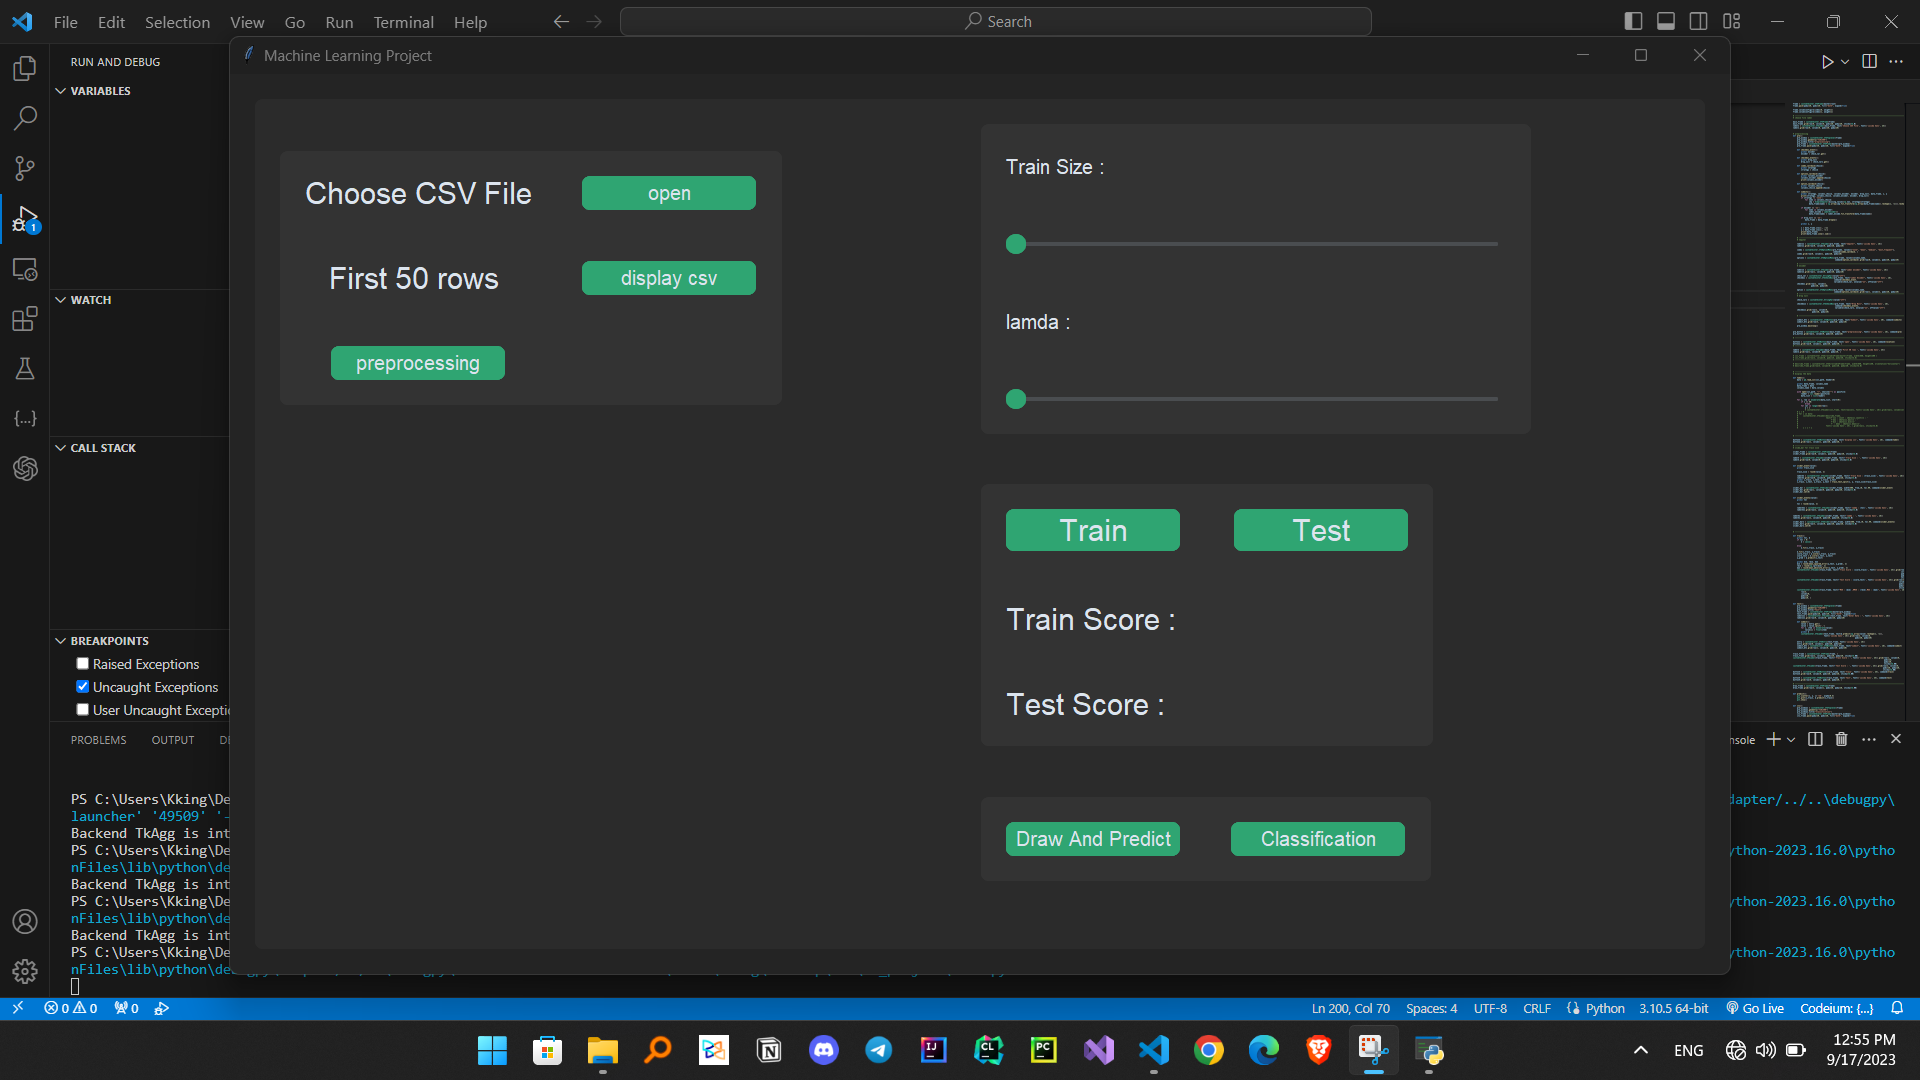 File Edit Selection View Go Run Terminal Help
Search
RUN AND DEBUG
VARIABLES
WATCH
CALL STACK
BREAKPOINTS
Raised Exceptions
Uncaught Exceptions
User Uncaught Excepti
1
Machine Learning Project
Choose CSV File
open
First 50 rows
display csv
preprocessing
Train Size :
lamda :
Train
Test
Train Score :
Test Score :
Draw And Predict
Classification
PROBLEMS OUTPUT DE
nsole
PS C:\Users\Kking\De
dapter/../..\debugpy\
launcher' '49509' '-
Backend TkAgg is int
PS C:\Users\Kking\De
ython-2023.16.0\pytho
nFiles\lib\python\de
Backend TkAgg is int
PS C:\Users\Kking\De
ython-2023.16.0\pytho
nFiles\lib\python\de
Backend TkAgg is int
PS C:\Users\Kking\De
ython-2023.16.0\pytho
nFiles\lib\python\de
0 0 0
Ln 200, Col 70 Spaces: 4 UTF-8 CRLF Python 3.10.5 64-bit Go Live Codeium: {...}
IJ
CL
PC
ENG
12:55 PM
9/17/2023